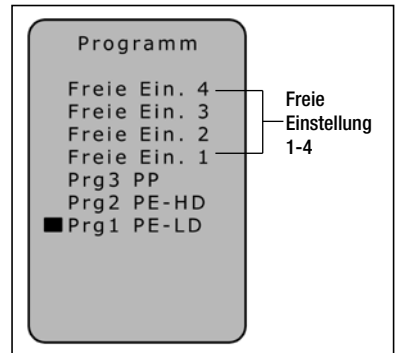 Programm
Freie Ein. 4
Freie Ein. 3
Freie Ein. 2
Freie Ein. 1
Prg3 PP
Prg2 PE-HD
Prg1 PE-LD
Freie
Einstellung
1-4